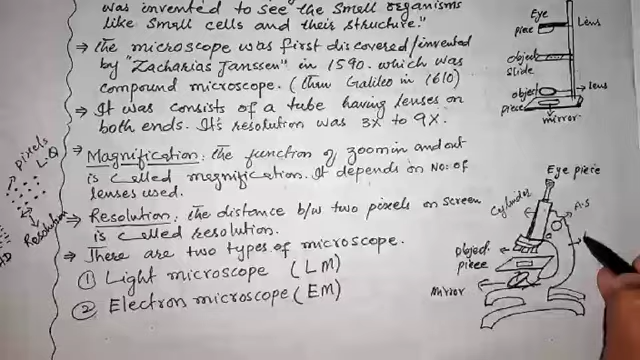 was invented to see the small organisms
like small cells and their structure."
→ the microscope was first discovered/invented
by "Zacharias Janssen" in 1590. which was
compound microscope. (then Galileo in 1610)
→ It was consists of a tube having lenses on
both ends. It's resolution was 3X to 9X.
→ Magnification: the function of zoomin and out
is called magnification. It depends on No: of
lenses used.
→ Resolution: the distance b/w two pixels on screen
is called resolution.
→ There are two types of microscope.
① Light microscope (LM)
② Electron microscope (EM)
pixels
L.Q
Resolution
HD
Eye
piece
Lens
object
slide
object
piece
lens
mirror
Eye piece
Cylinder
A.S
object
piece
mirror